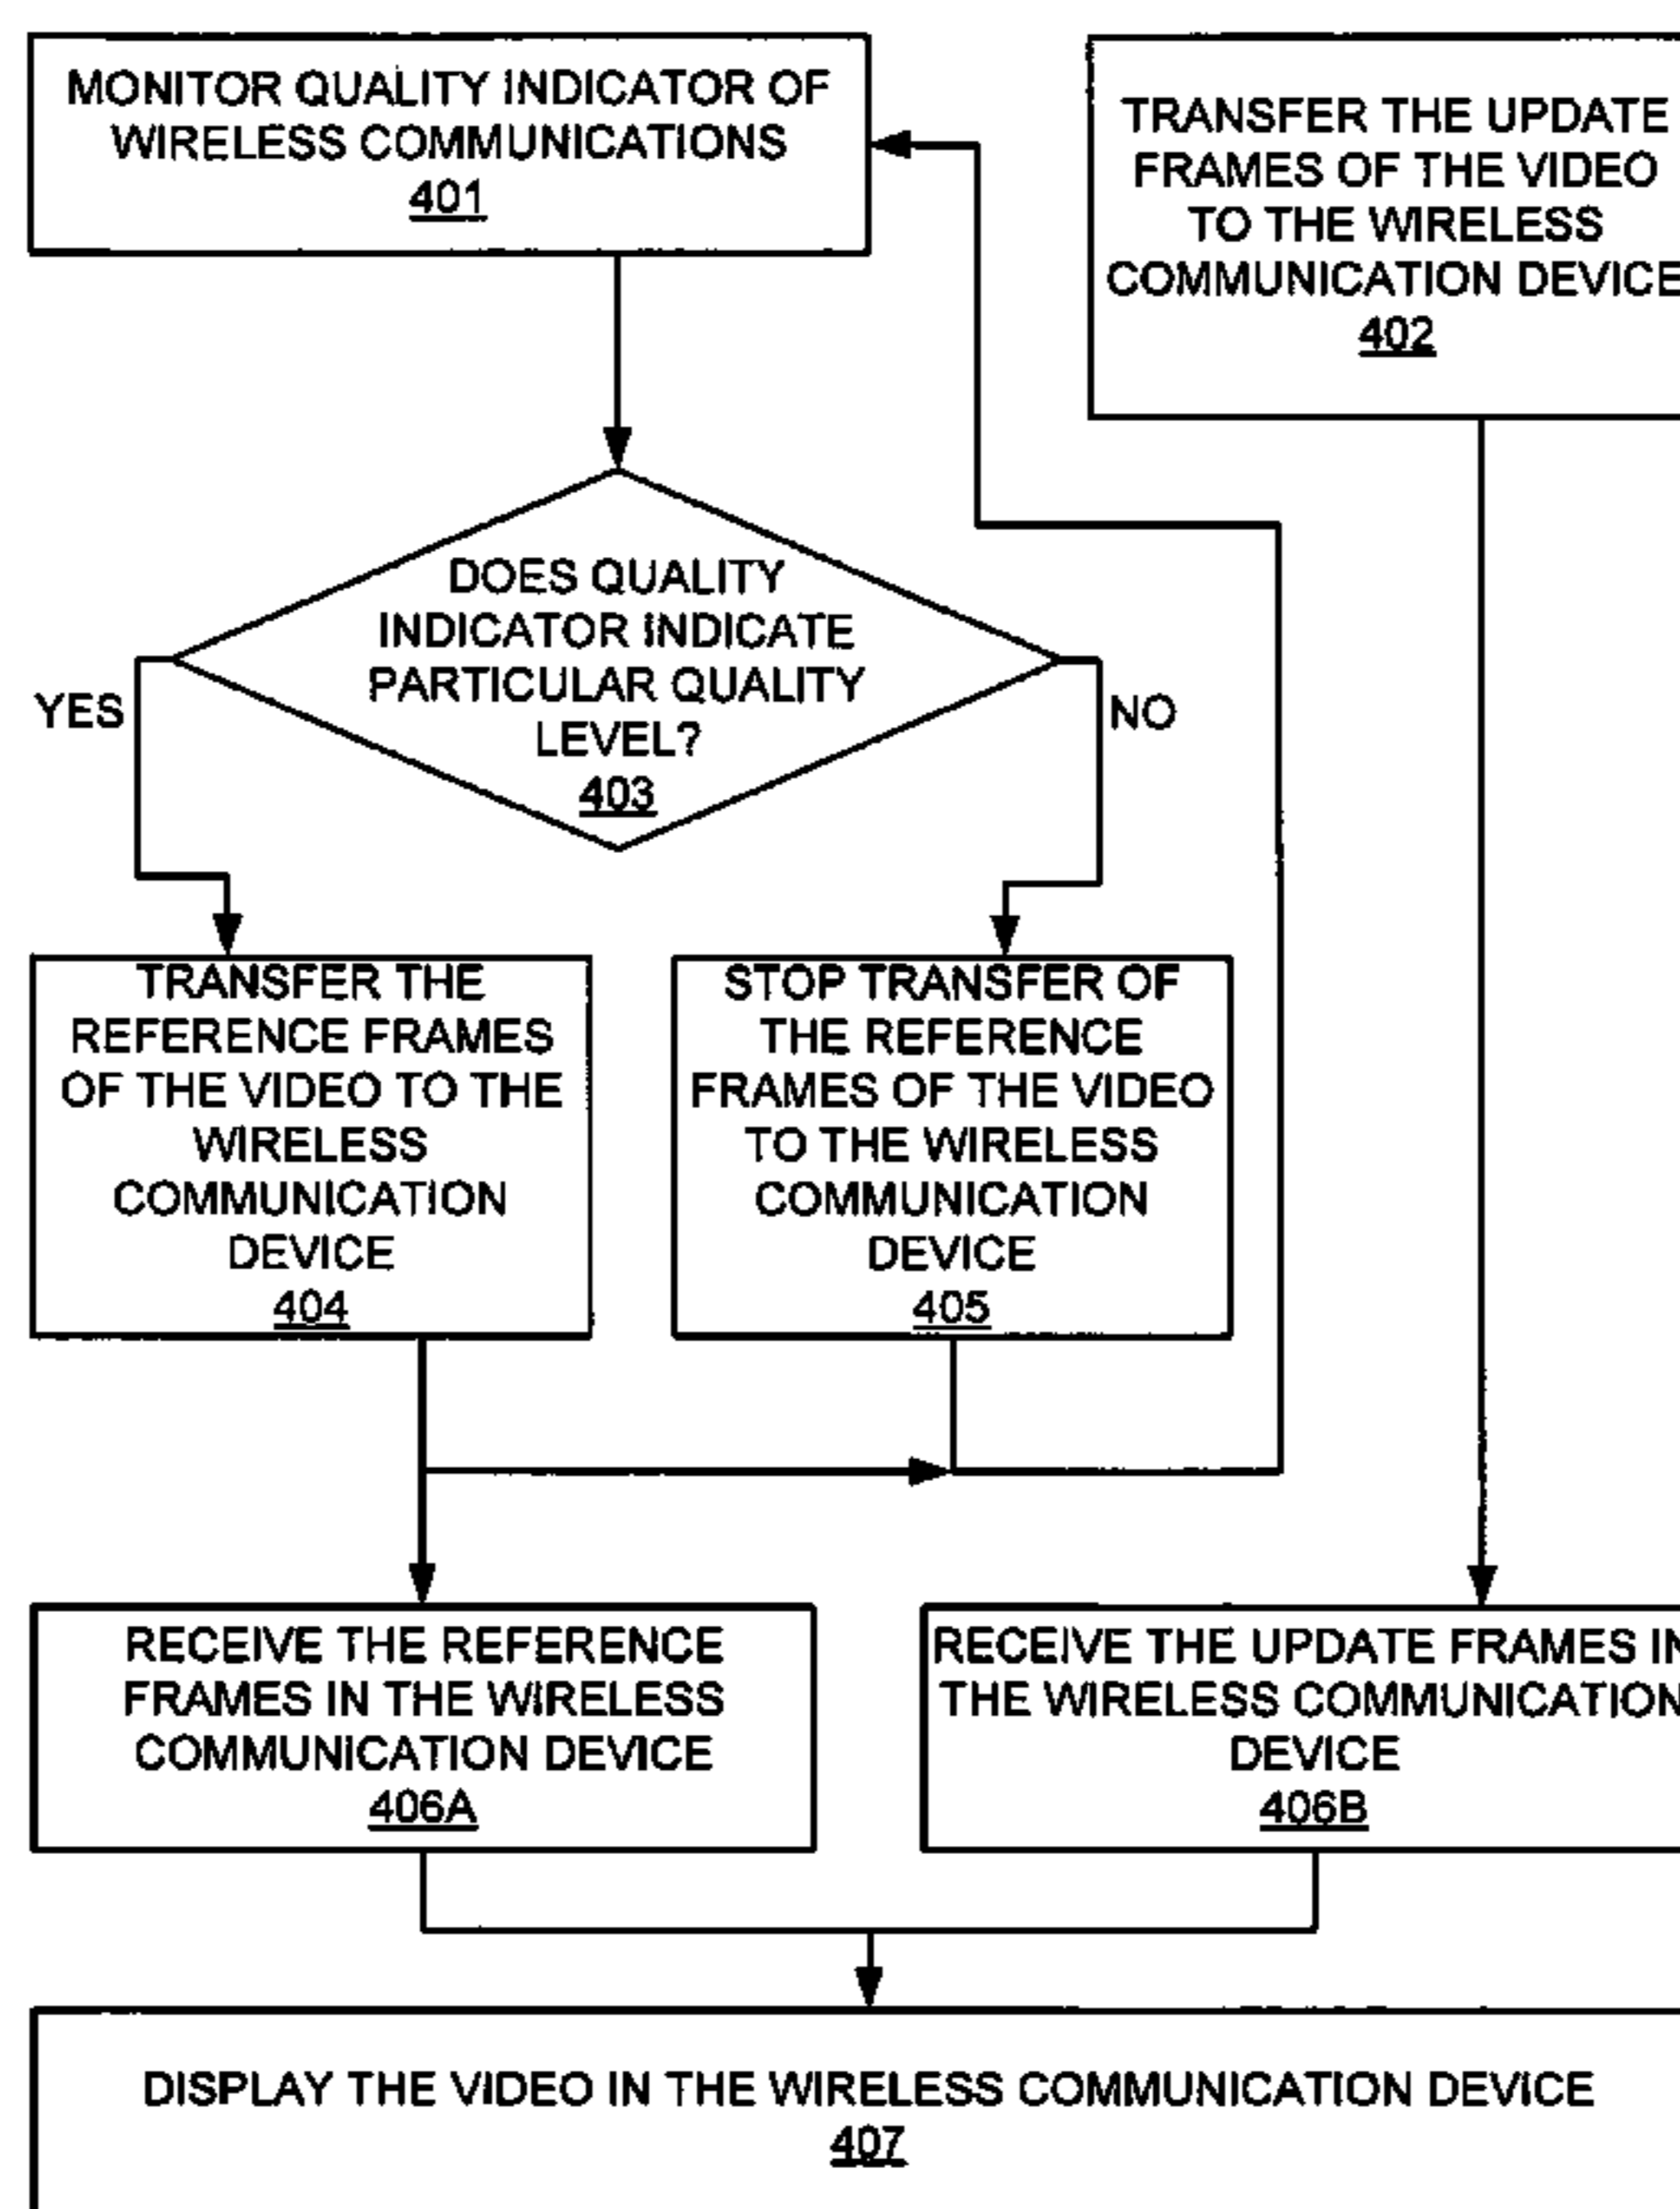 MONITOR QUALITY INDICATOR OF
WIRELESS COMMUNICATIONS
401
TRANSFER THE UPDATE
FRAMES OF THE VIDEO
TO THE WIRELESS
COMMUNICATION DEVICE
402
DOES QUALITY
INDICATOR INDICATE
PARTICULAR QUALITY
LEVEL?
403
YES
NO
TRANSFER THE
REFERENCE FRAMES
OF THE VIDEO TO THE
WIRELESS
COMMUNICATION
DEVICE
404
STOP TRANSFER OF
THE REFERENCE
FRAMES OF THE VIDEO
TO THE WIRELESS
COMMUNICATION
DEVICE
405
RECEIVE THE REFERENCE
FRAMES IN THE WIRELESS
COMMUNICATION DEVICE
406A
RECEIVE THE UPDATE FRAMES IN
THE WIRELESS COMMUNICATION
DEVICE
406B
DISPLAY THE VIDEO IN THE WIRELESS COMMUNICATION DEVICE
407